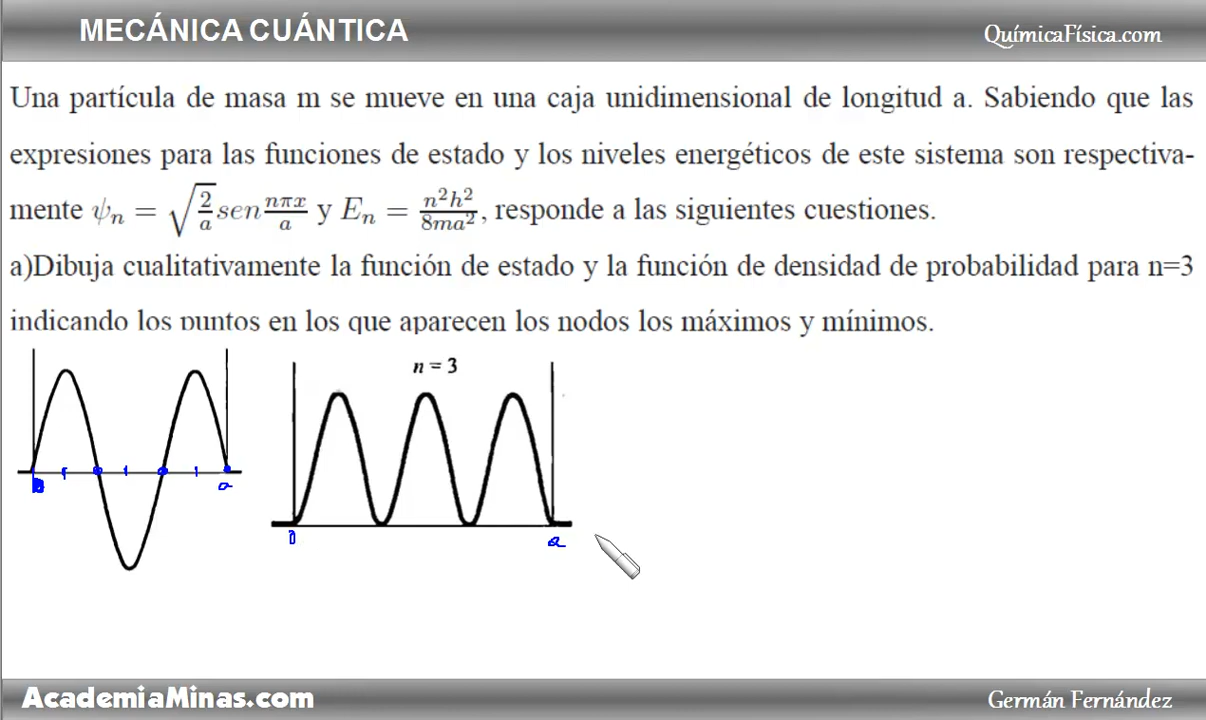 MECÁNICA CUÁNTICA
QuímicaFísica.com
Una partícula de masa m se mueve en una caja unidimensional de longitud a. Sabiendo que las
expresiones para las funciones de estado y los niveles energéticos de este sistema son respectiva-
mente ψₙ = √(2/a) sen nπx/a y Eₙ = n²h²/8ma², responde a las siguientes cuestiones.
a)Dibuja cualitativamente la función de estado y la función de densidad de probabilidad para n=3
indicando los puntos en los que aparecen los nodos los máximos y mínimos.
n = 3
a
0
a
AcademiaMinas.com
Germán Fernández